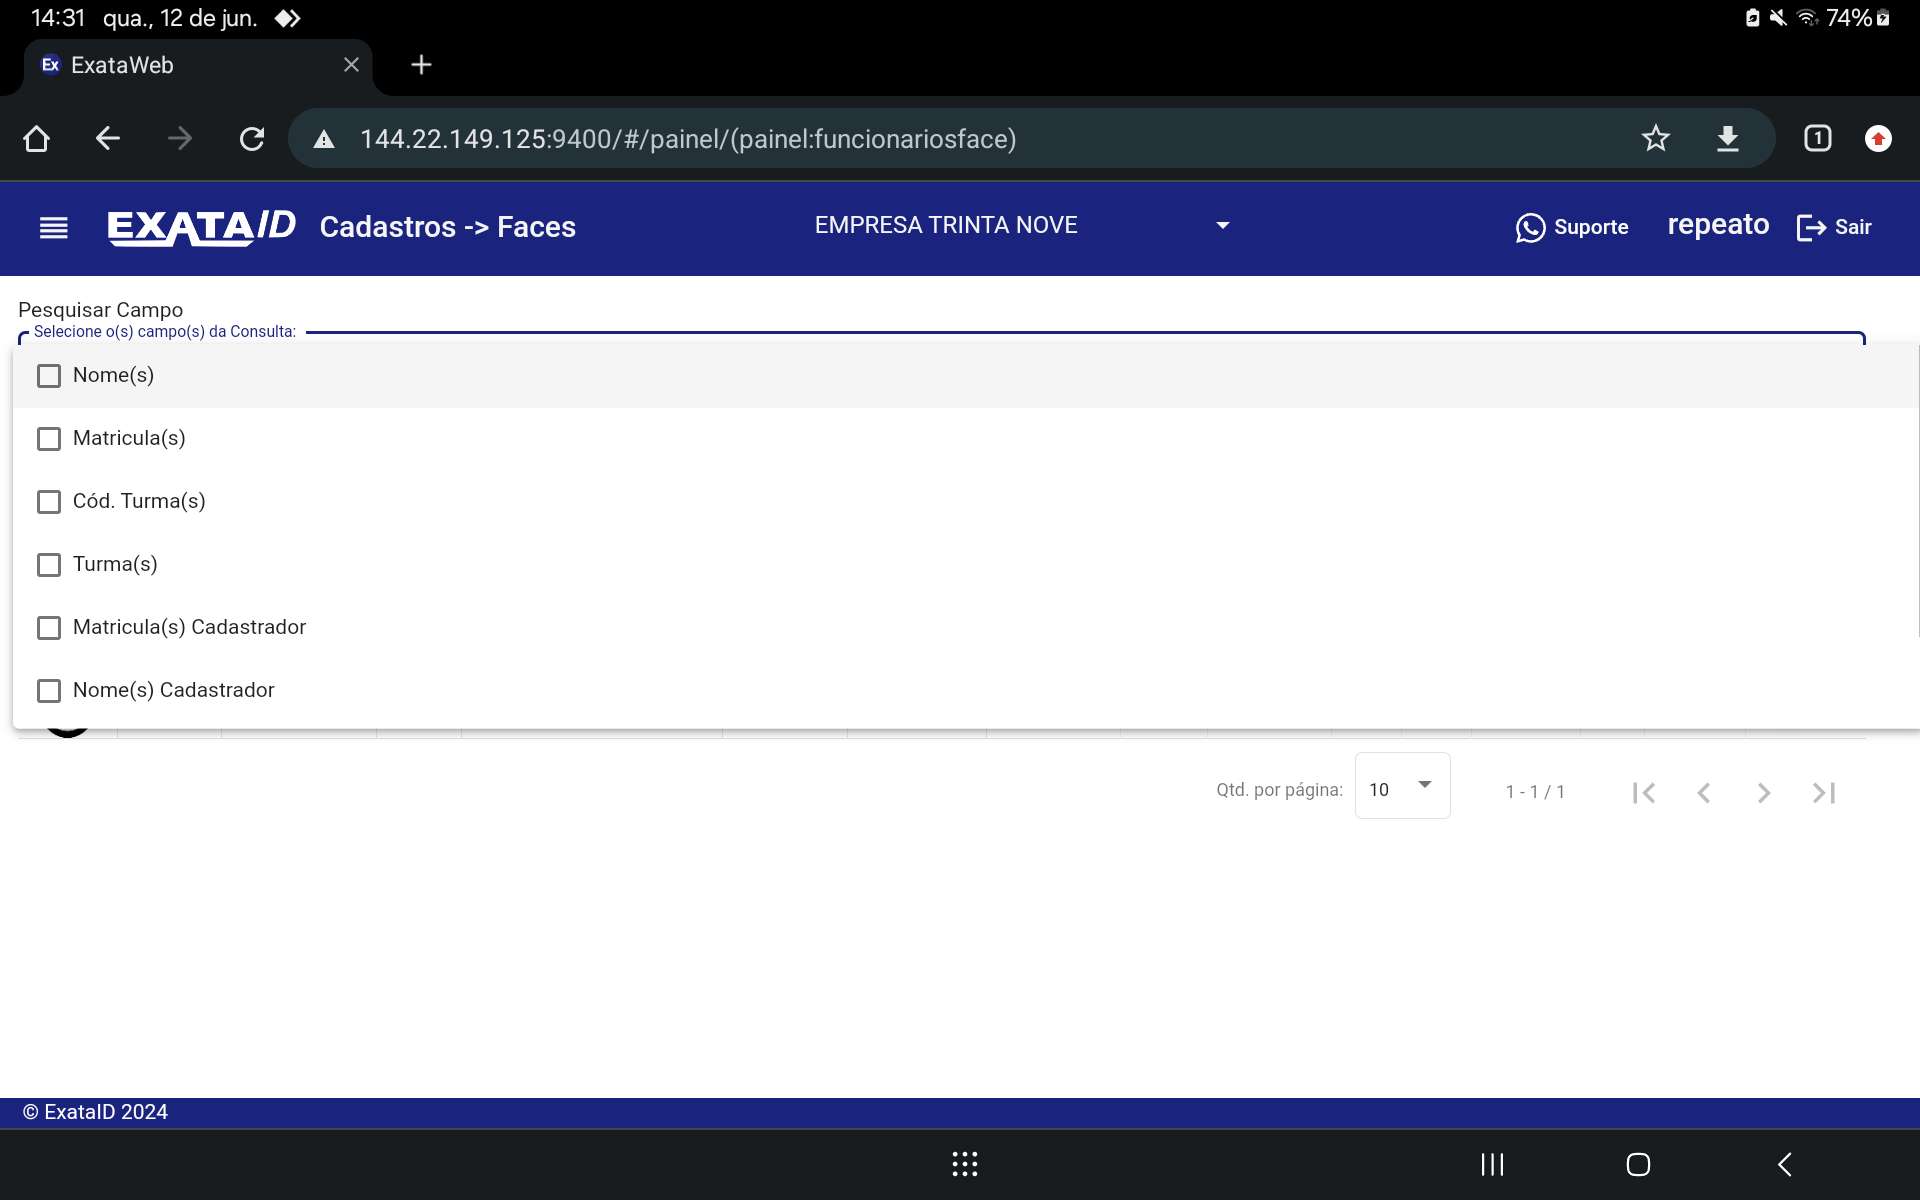 14:31 qua., 12 de jun. 74%
Ex ExataWeb
144.22.149.125:9400/#/painel/(painel:funcionariosface) 1
EXATAID Cadastros -> Faces EMPRESA TRINTA NOVE Suporte repeato Sair
Pesquisar Campo
Selecione o(s) campo(s) da Consulta:
Nome(s)
Matricula(s)
Cód. Turma(s)
Turma(s)
Matricula(s) Cadastrador
Nome(s) Cadastrador
Qtd. por página: 10 1 - 1 / 1
© ExataID 2024